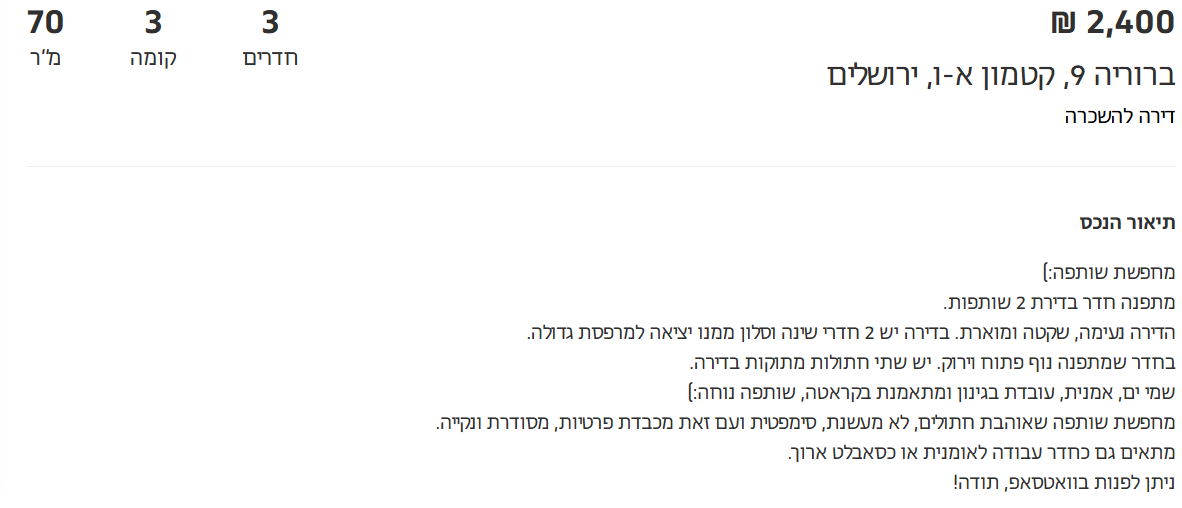 2,400 ₪
ברוריה 9, קטמון א-ו, ירושלים
דירה להשכרה
3
חדרים
3
קומה
70
מ״ר
תיאור הנכס
מחפשת שותפה:)
מתפנה חדר בדירת 2 שותפות.
הדירה נעימה, שקטה ומוארת. בדירה יש 2 חדרי שינה וסלון ממנו יציאה למרפסת גדולה.
בחדר שמתפנה נוף פתוח וירוק. יש שתי חתולות מתוקות בדירה.
שמי ים, אמנית, עובדת בגינון ומתאמנת בקראטה, שותפה נוחה:)
מחפשת שותפה שאוהבת חתולים, לא מעשנת, סימפטית ועם זאת מכבדת פרטיות, מסודרת ונקייה.
מתאים גם כחדר עבודה לאומנית או כסאבלט ארוך.
ניתן לפנות בוואטסאפ, תודה!